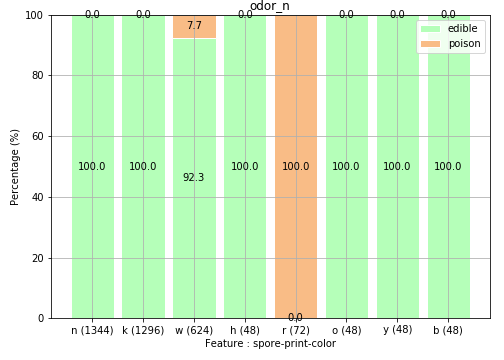 odor_n
100
0.0
0.0
7.7
0.0
0.0
0.0
0.0
edible
poison
80
60
100.0
100.0
92.3
100.0
100.0
100.0
100.0
100.0
40
20
0
0.0
Percentage (%)
n (1344)
k (1296)
w (624)
h (48)
r (72)
o (48)
y (48)
b (48)
Feature : spore-print-color